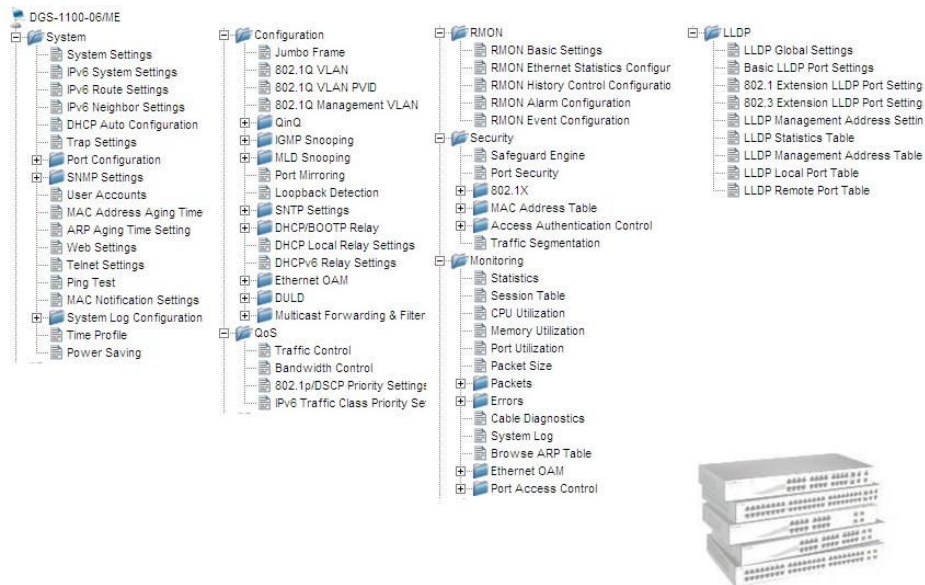 DGS-1100-06/ME
System
System Settings
IPv6 System Settings
IPv6 Route Settings
IPv6 Neighbor Settings
DHCP Auto Configuration
Trap Settings
Port Configuration
SNMP Settings
User Accounts
MAC Address Aging Time
ARP Aging Time Setting
Web Settings
Telnet Settings
Ping Test
MAC Notification Settings
System Log Configuration
Time Profile
Power Saving
Configuration
Jumbo Frame
802.1Q VLAN
802.1Q VLAN PVID
802.1Q Management VLAN
QinQ
IGMP Snooping
MLD Snooping
Port Mirroring
Loopback Detection
SNTP Settings
DHCP/BOOTP Relay
DHCP Local Relay Settings
DHCPv6 Relay Settings
Ethernet OAM
DULD
Multicast Forwarding & Filter
QoS
Traffic Control
Bandwidth Control
802.1p/DSCP Priority Settings
IPv6 Traffic Class Priority Se
RMON
RMON Basic Settings
RMON Ethernet Statistics Configur
RMON History Control Configuratio
RMON Alarm Configuration
RMON Event Configuration
Security
Safeguard Engine
Port Security
802.1X
MAC Address Table
Access Authentication Control
Traffic Segmentation
Monitoring
Statistics
Session Table
CPU Utilization
Memory Utilization
Port Utilization
Packet Size
Packets
Errors
Cable Diagnostics
System Log
Browse ARP Table
Ethernet OAM
Port Access Control
LLDP
LLDP Global Settings
Basic LLDP Port Settings
802.1 Extension LLDP Port Setting
802.3 Extension LLDP Port Setting
LLDP Management Address Settin
LLDP Statistics Table
LLDP Management Address Table
LLDP Local Port Table
LLDP Remote Port Table